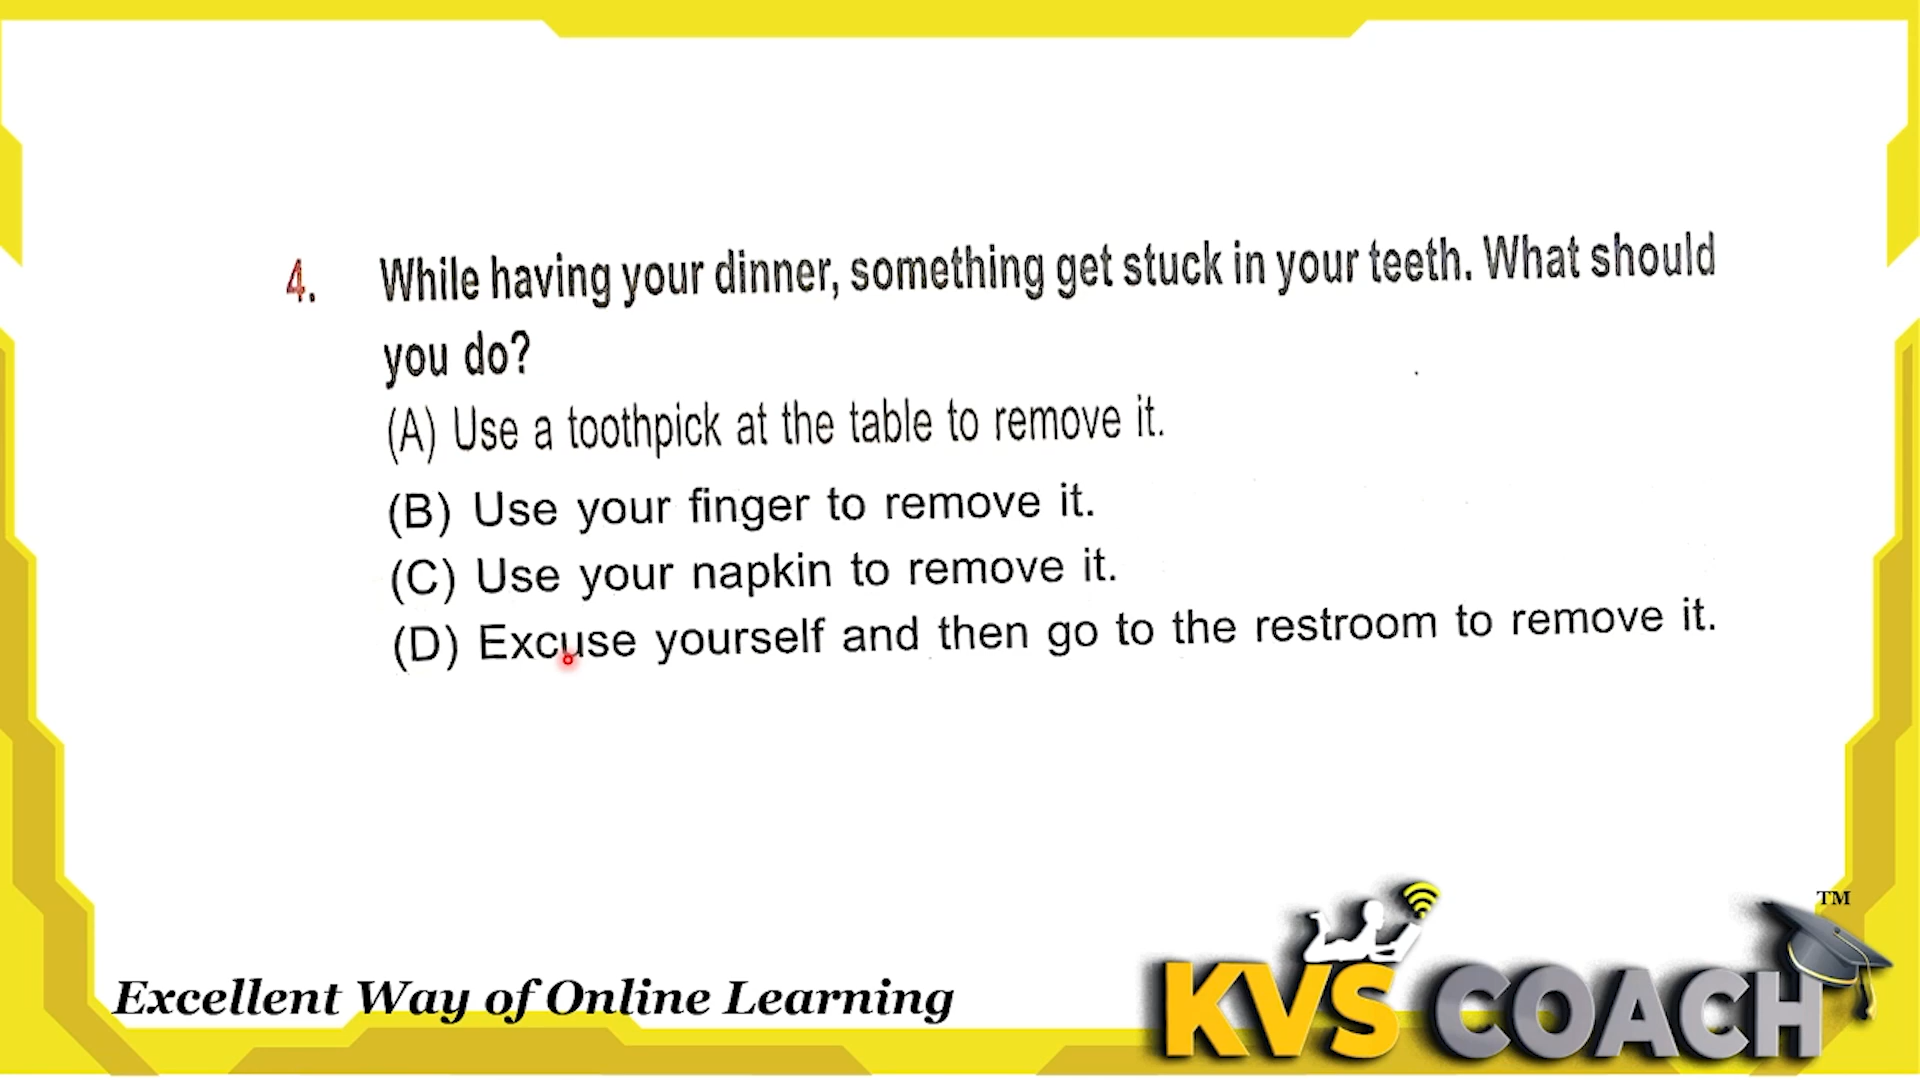 4. While having your dinner, something get stuck in your teeth. What should
you do?
(A) Use a toothpick at the table to remove it.
(B) Use your finger to remove it.
(C) Use your napkin to remove it.
(D) Excuse yourself and then go to the restroom to remove it.
TM
Excellent Way of Online Learning
KVS COACH